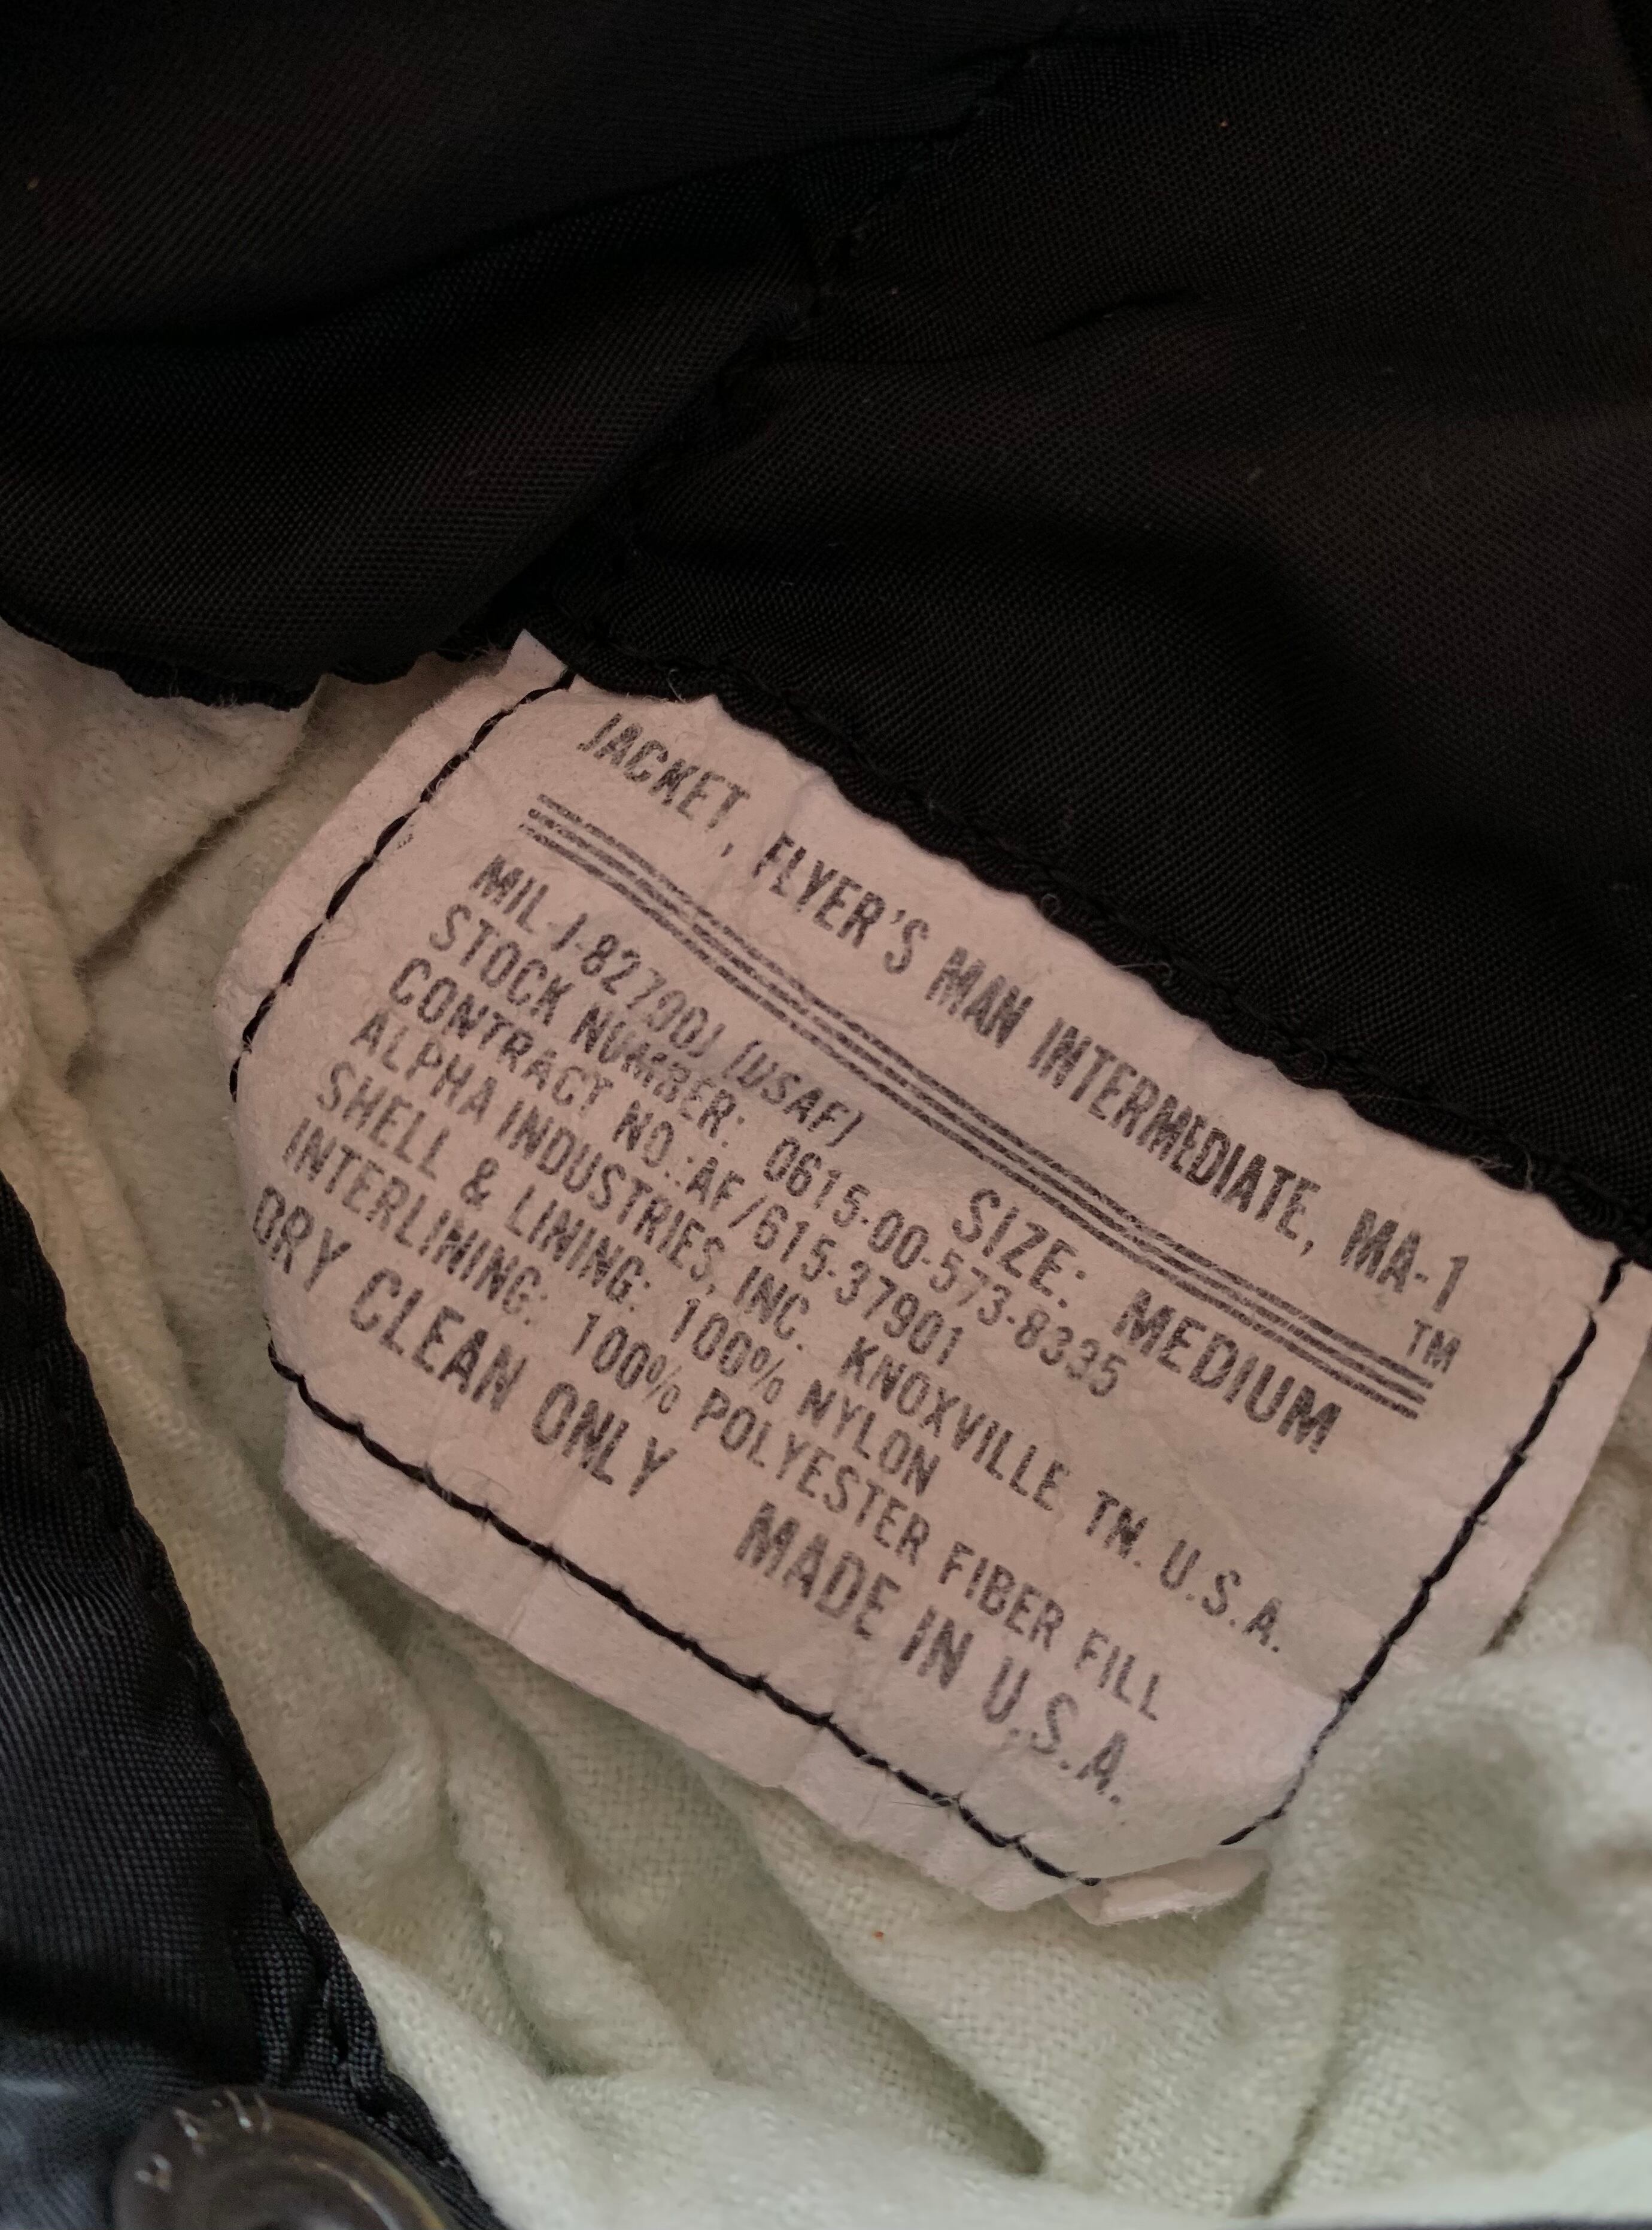 JACKET, FLYER'S MAN INTERMEDIATE, MA-1
TM
MIL-J-8270OJ (USAF)
SIZE: MEDIUM
STOCK NUMBER: 0615-00-573-8335
CONTRACT NO.:AF/615-37901
ALPHA INDUSTRIES, INC. KNOXVILLE TN. U.S.A.
SHELL & LINING: 100% NYLON
INTERLINING: 100% POLYESTER FIBER FILL
DRY CLEAN ONLY
MADE IN U.S.A.